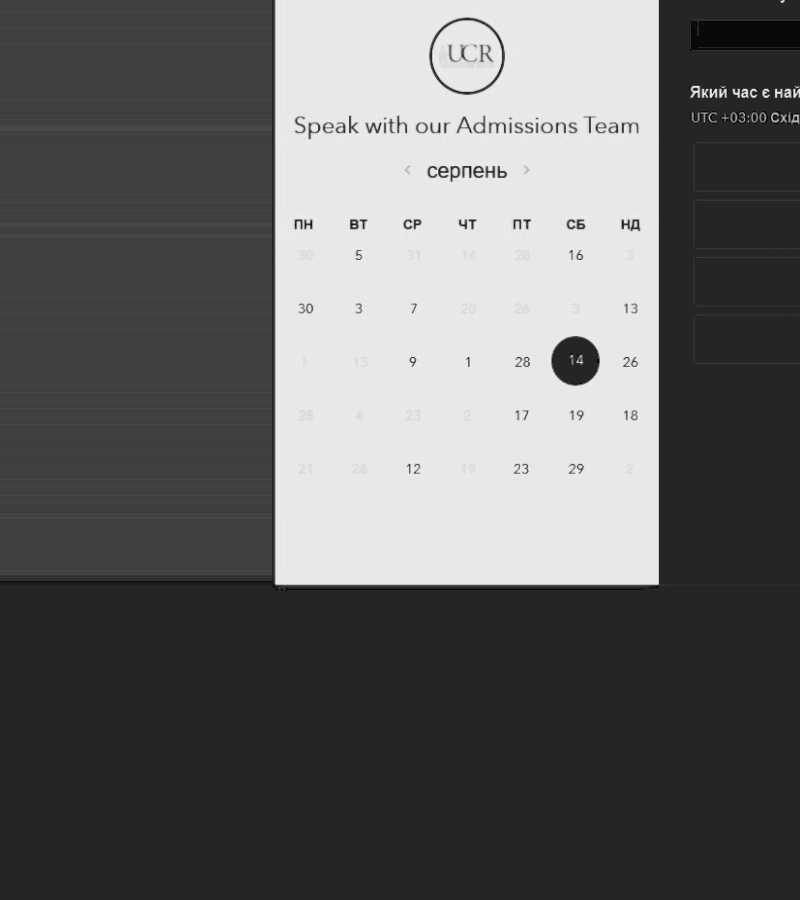 UCR
Speak with our Admissions Team
< серпень >
ПН ВТ СР ЧТ ПТ СБ НД
30 5 31 14 28 16 3
30 3 7 20 26 3 13
1 13 9 1 28 14 26
28 4 23 2 17 19 18
21 26 12 19 23 29 2
Який час є най
UTC +03:00 Схід